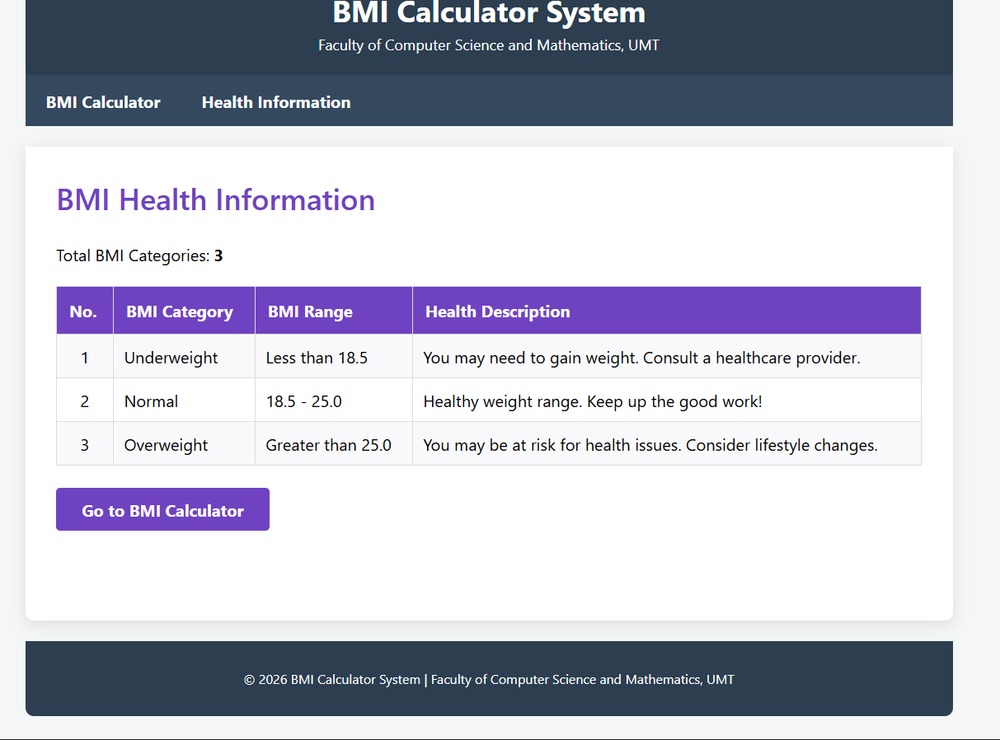 BMI Calculator System
Faculty of Computer Science and Mathematics, UMT
BMI Calculator Health Information
BMI Health Information
Total BMI Categories: 3
No. BMI Category BMI Range Health Description
1 Underweight Less than 18.5 You may need to gain weight. Consult a healthcare provider.
2 Normal 18.5 - 25.0 Healthy weight range. Keep up the good work!
3 Overweight Greater than 25.0 You may be at risk for health issues. Consider lifestyle changes.
Go to BMI Calculator
© 2026 BMI Calculator System | Faculty of Computer Science and Mathematics, UMT